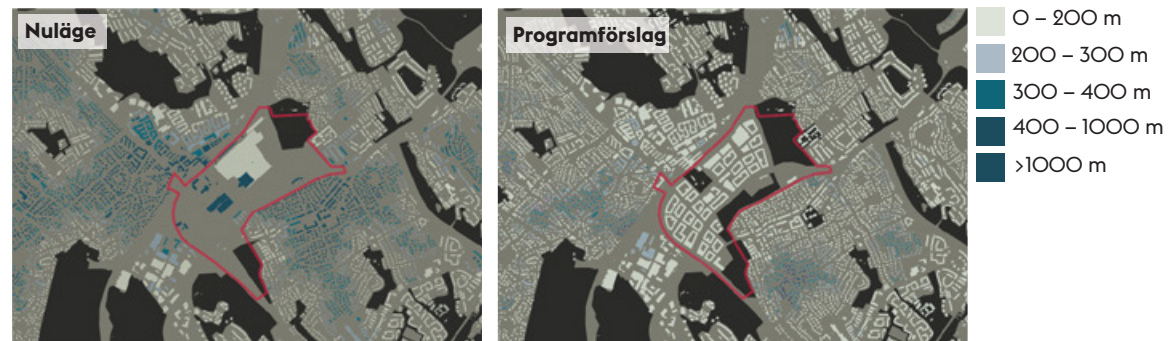 Nuläge
Programförslag
0 – 200 m
200 – 300 m
300 – 400 m
400 – 1000 m
>1000 m